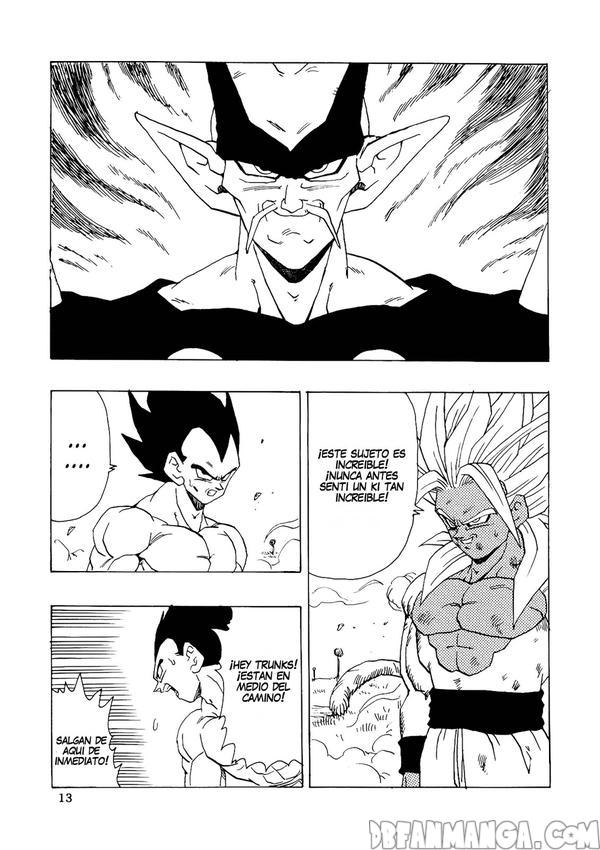 ¡ESTE SUJETO ES
INCREIBLE!
¡NUNCA ANTES
SENTI UN KI TAN
INCREIBLE!
...
....
¡HEY TRUNKS!
¡ESTAN EN
MEDIO DEL
CAMINO!
SALGAN DE
AQUI DE
INMEDIATO!
13
DBFANMANGA.COM